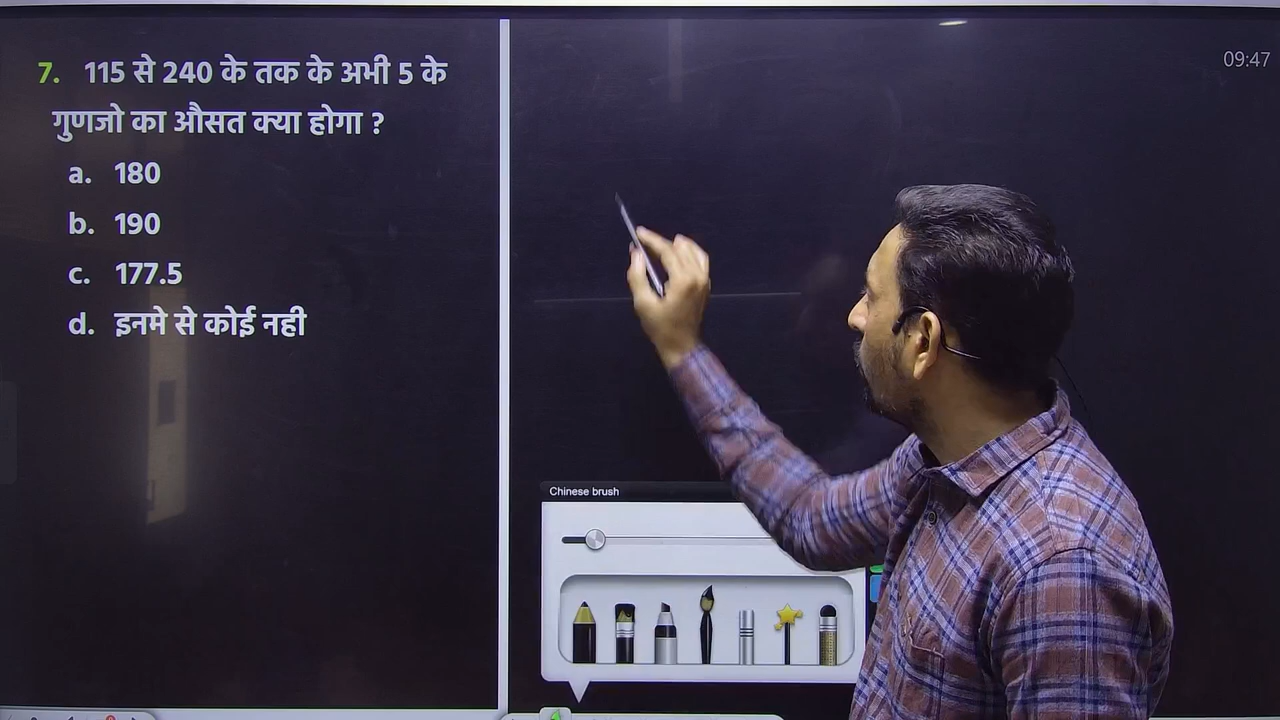 7. 115 से 240 के तक के अभी 5 के
गुणजो का औसत क्या होगा ?
a. 180
b. 190
c. 177.5
d. इनमे से कोई नही
09:47
Chinese brush